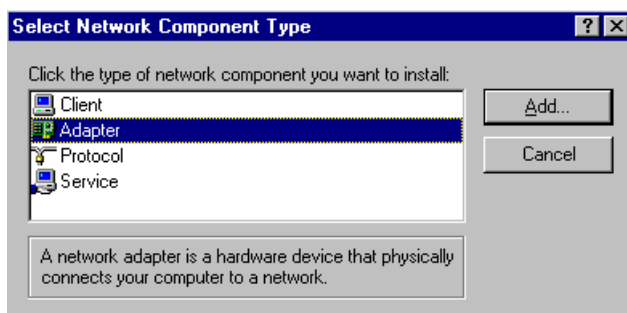 Select Network Component Type
Click the type of network component you want to install:
Client
Adapter
Protocol
Service
Add...
Cancel
A network adapter is a hardware device that physically
connects your computer to a network.